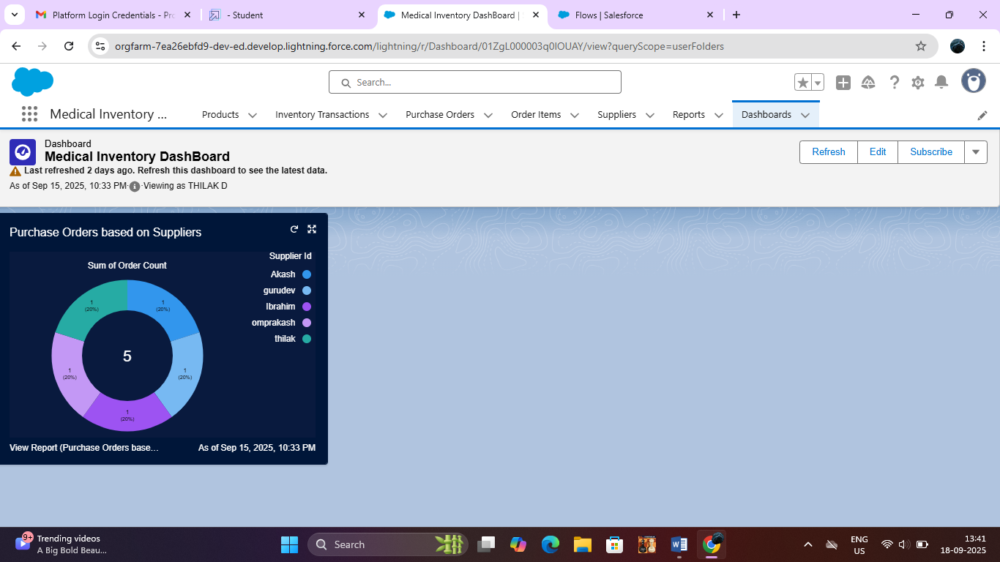 Platform Login Credentials - Pro
- Student
Medical Inventory DashBoard |
Flows | Salesforce
orgfarm-7ea26ebfd9-dev-ed.develop.lightning.force.com/lightning/r/Dashboard/01ZgL000003q0IOUAY/view?queryScope=userFolders
Search...
Medical Inventory ...
Products
Inventory Transactions
Purchase Orders
Order Items
Suppliers
Reports
Dashboards
Dashboard
Medical Inventory DashBoard
Last refreshed 2 days ago. Refresh this dashboard to see the latest data.
As of Sep 15, 2025, 10:33 PM·Viewing as THILAK D
Refresh
Edit
Subscribe
Purchase Orders based on Suppliers
Sum of Order Count
Supplier Id
Akash
gurudev
Ibrahim
omprakash
thilak
1
(20%)
1
(20%)
1
(20%)
1
(20%)
1
(20%)
5
View Report (Purchase Orders base...
As of Sep 15, 2025, 10:33 PM
9+
Trending videos
A Big Bold Beau...
Search
ENG
US
13:41
18-09-2025